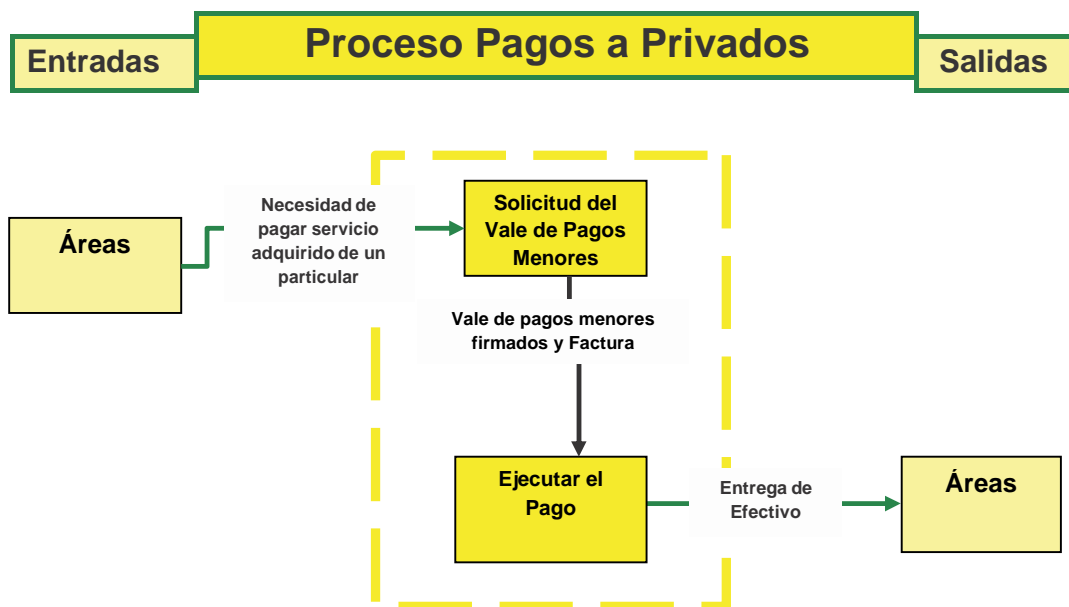 Entradas
Proceso Pagos a Privados
Salidas
Áreas
Necesidad de
pagar servicio
adquirido de un
particular
Solicitud del
Vale de Pagos
Menores
Vale de pagos menores
firmados y Factura
Ejecutar el
Pago
Entrega de
Efectivo
Áreas